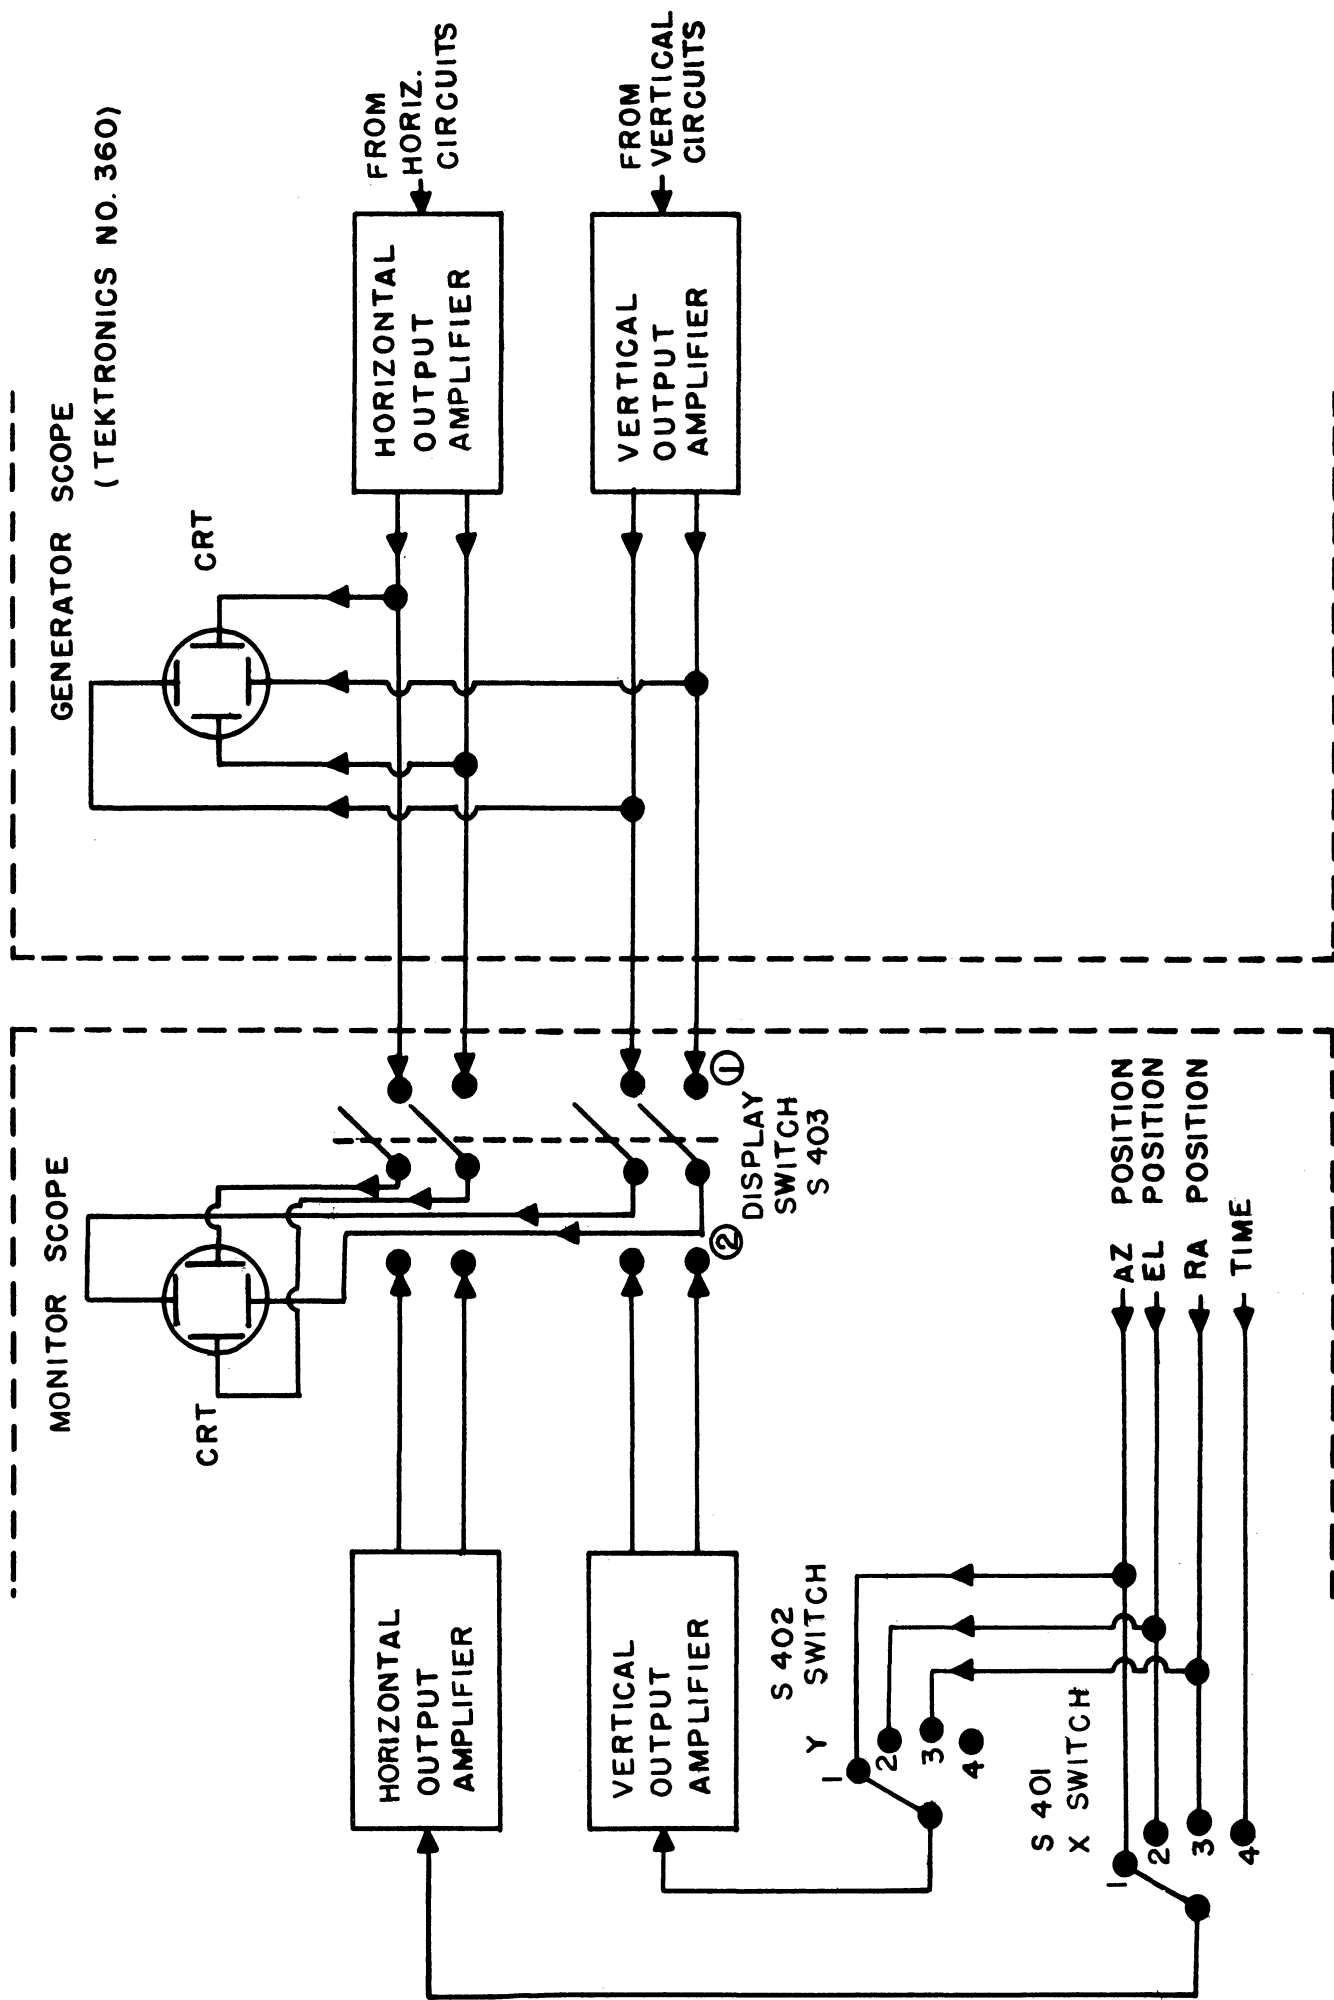 MONITOR SCOPE
GENERATOR SCOPE
(TEKTRONICS NO. 360)
CRT
CRT
HORIZONTAL
OUTPUT
AMPLIFIER
HORIZONTAL
OUTPUT
AMPLIFIER
FROM
HORIZ.
CIRCUITS
VERTICAL
OUTPUT
AMPLIFIER
VERTICAL
OUTPUT
AMPLIFIER
FROM
VERTICAL
CIRCUITS
2
1
DISPLAY
SWITCH
S 403
S 402
Y SWITCH
1
2
3
4
S 401
X SWITCH
1
2
3
4
AZ POSITION
EL POSITION
RA POSITION
TIME